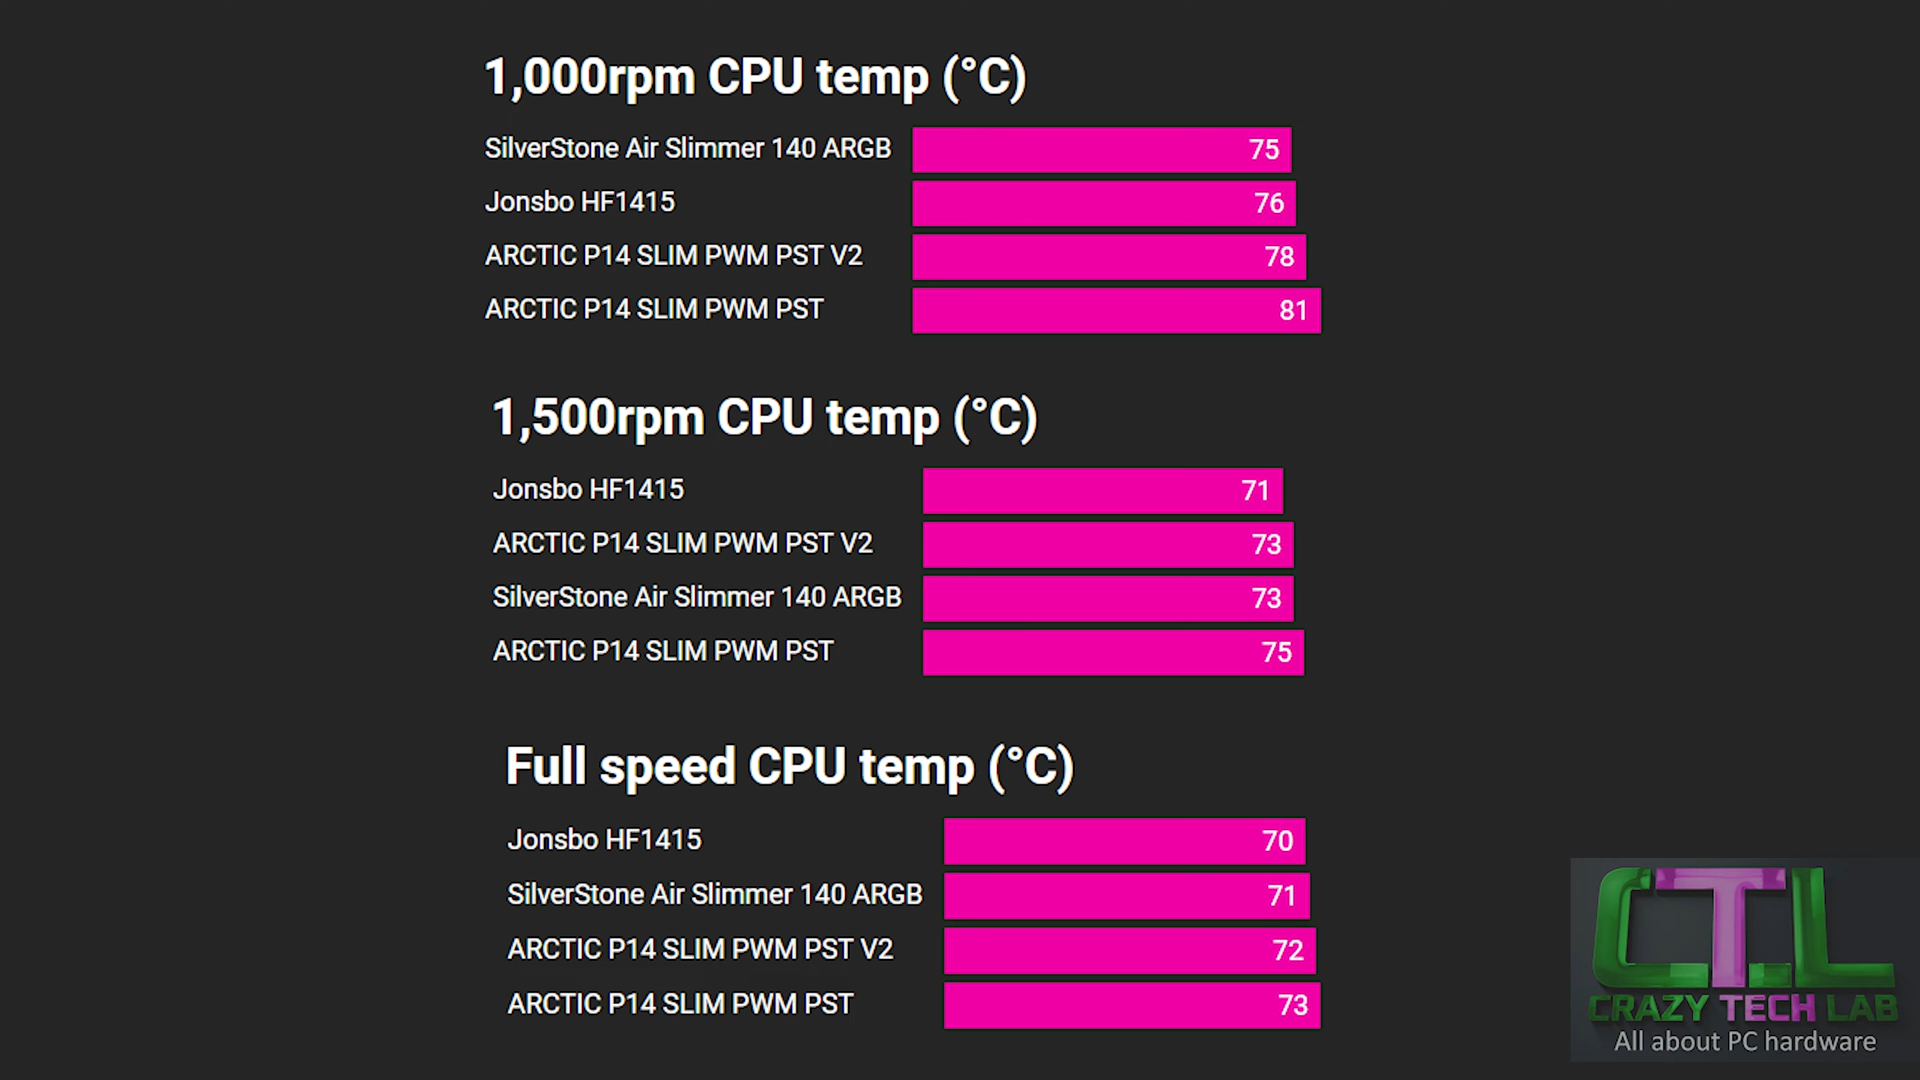 1,000rpm CPU temp (°C)
SilverStone Air Slimmer 140 ARGB 75
Jonsbo HF1415 76
ARCTIC P14 SLIM PWM PST V2 78
ARCTIC P14 SLIM PWM PST 81
1,500rpm CPU temp (°C)
Jonsbo HF1415 71
ARCTIC P14 SLIM PWM PST V2 73
SilverStone Air Slimmer 140 ARGB 73
ARCTIC P14 SLIM PWM PST 75
Full speed CPU temp (°C)
Jonsbo HF1415 70
SilverStone Air Slimmer 140 ARGB 71
ARCTIC P14 SLIM PWM PST V2 72
ARCTIC P14 SLIM PWM PST 73
CTL
CRAZY TECH LAB
All about PC hardware